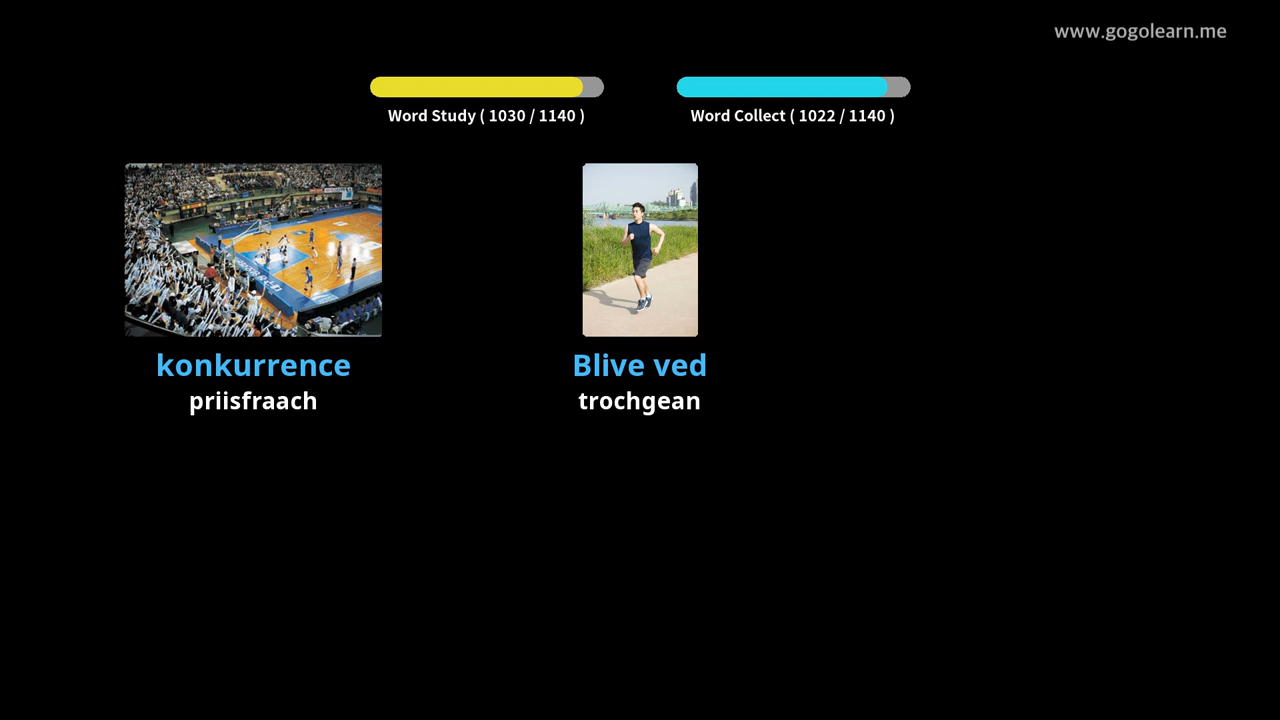 www.gogolearn.me
Word Study ( 1030 / 1140 )
Word Collect ( 1022 / 1140 )
konkurrence
priisfraach
Blive ved
trochgean